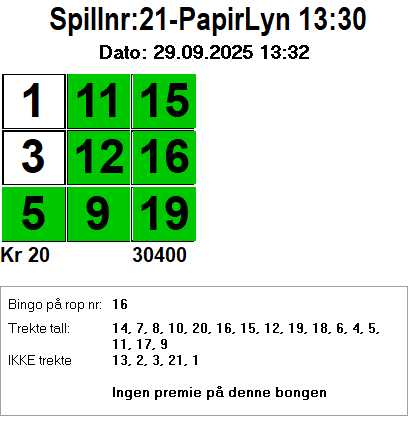 Spillnr:21-PapirLyn 13:30
Dato: 29.09.2025 13:32
1 11 15
3 12 16
5 9 19
Kr 20 30400
Bingo på rop nr: 16
Trekte tall: 14, 7, 8, 10, 20, 16, 15, 12, 19, 18, 6, 4, 5,
11, 17, 9
IKKE trekte 13, 2, 3, 21, 1
Ingen premie på denne bongen